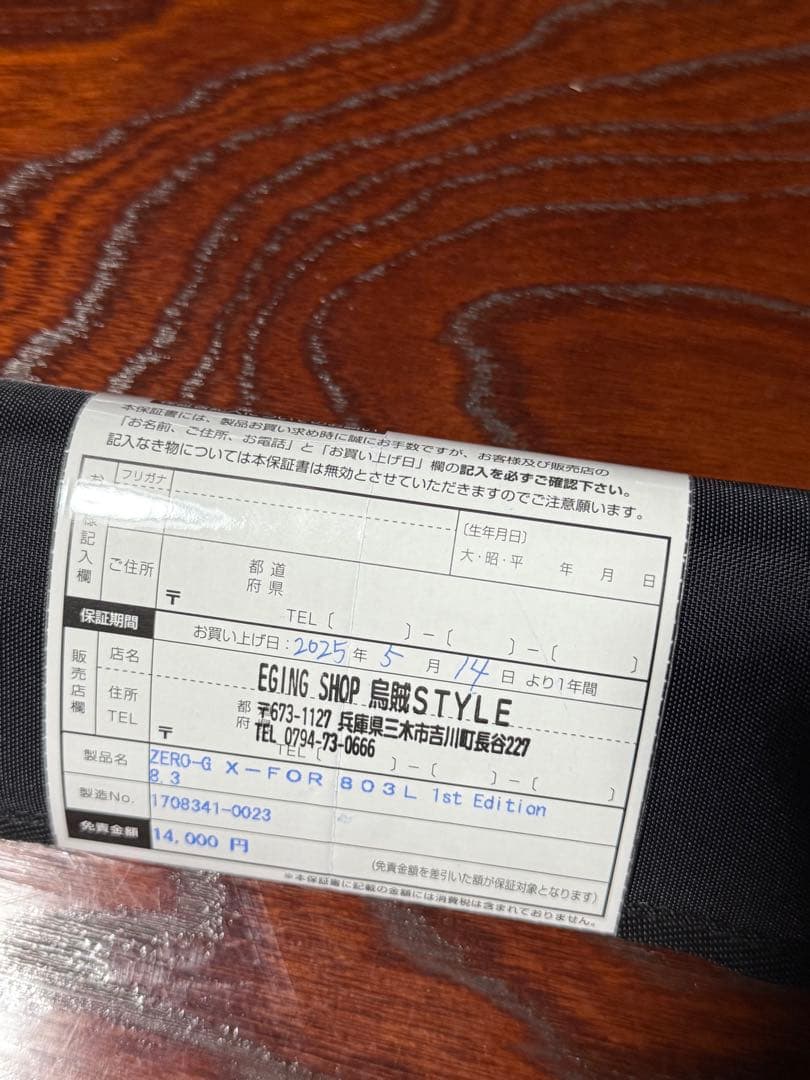 本保証書には、製品お買い求め時に誠にお手数ですが、お客様及び販売店の
「お名前、ご住所、お電話」と「お買い上げ日」欄の記入を必ずご確認下さい。
記入なき物については本保証書は無効とさせていただきますのでご注意願います。
フリガナ
〔生年月日〕
大・昭・平 年 月 日
記入欄
ご住所
都道
府県
〒
TEL〔 〕−〔 〕−〔 〕
保証期間
お買い上げ日：2025年 5月 14日 より1年間
販売店欄
店名
EGING SHOP 烏賊STYLE
住所
都
府
〒673-1127 兵庫県三木市吉川町長谷227
TEL
TEL 0794-73-0666
〒
TEL〔 〕−〔 〕−〔 〕
製品名
ZERO-G X-FOR 803L 1st Edition
8.3
製造No.
1708341-0023
免責金額
14,000 円
(免責金額を差引いた額が保証対象となります)
※本保証書に記載の金額には消費税は含まれておりません。